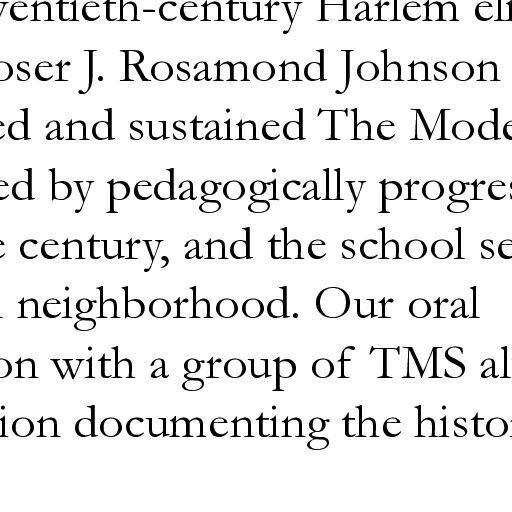 ventieth-century Harlem eli
oser J. Rosamond Johnson
ed and sustained The Mode
ed by pedagogically progres
e century, and the school se
neighborhood. Our oral
on with a group of TMS al
ion documenting the histor